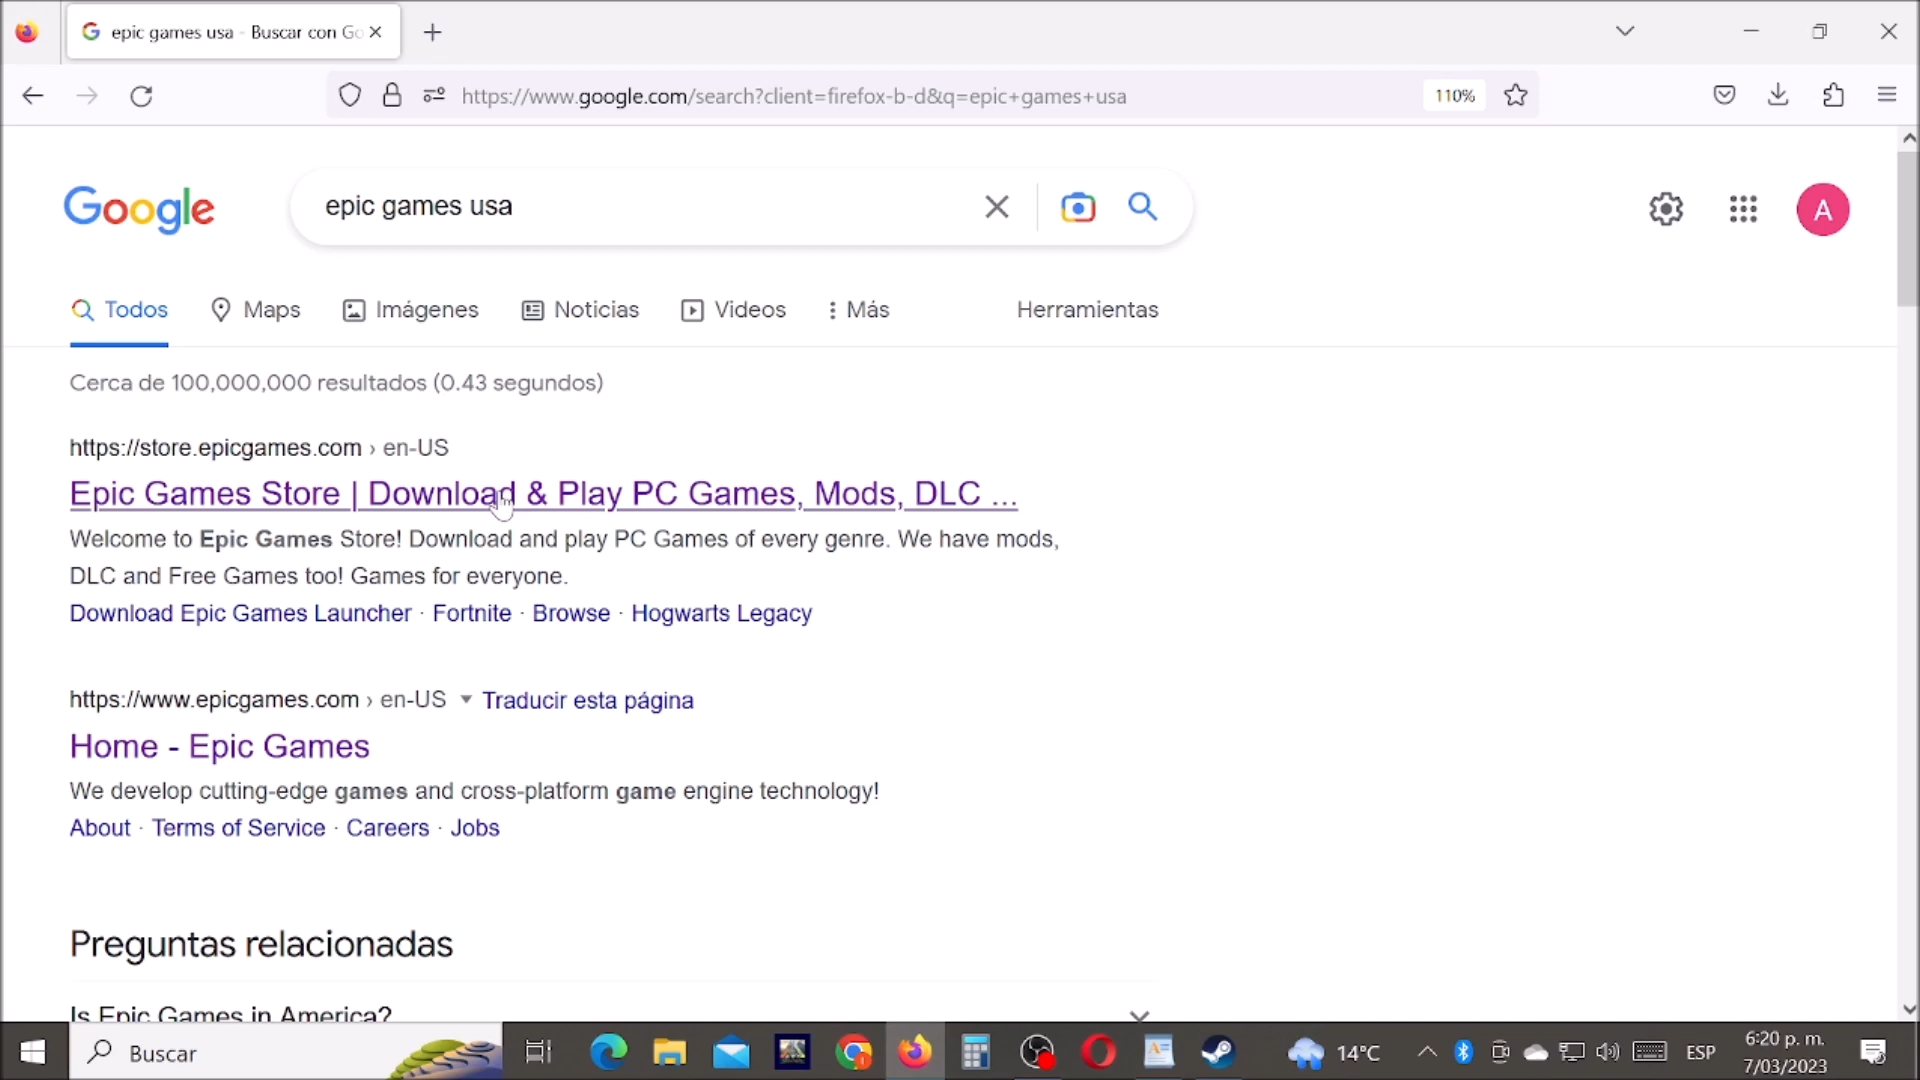 epic games usa - Buscar con Go
https://www.google.com/search?client=firefox-b-d&q=epic+games+usa
110%
Google
epic games usa
A
Todos
Maps
Imágenes
Noticias
Videos
Más
Herramientas
Cerca de 100,000,000 resultados (0.43 segundos)
https://store.epicgames.com › en-US
Epic Games Store | Download & Play PC Games, Mods, DLC ...
Welcome to Epic Games Store! Download and play PC Games of every genre. We have mods,
DLC and Free Games too! Games for everyone.
Download Epic Games Launcher · Fortnite · Browse · Hogwarts Legacy
https://www.epicgames.com › en-US Traducir esta página
Home - Epic Games
We develop cutting-edge games and cross-platform game engine technology!
About · Terms of Service · Careers · Jobs
Preguntas relacionadas
Is Epic Games in America?
Buscar
14°C
ESP
6:20 p. m.
7/03/2023